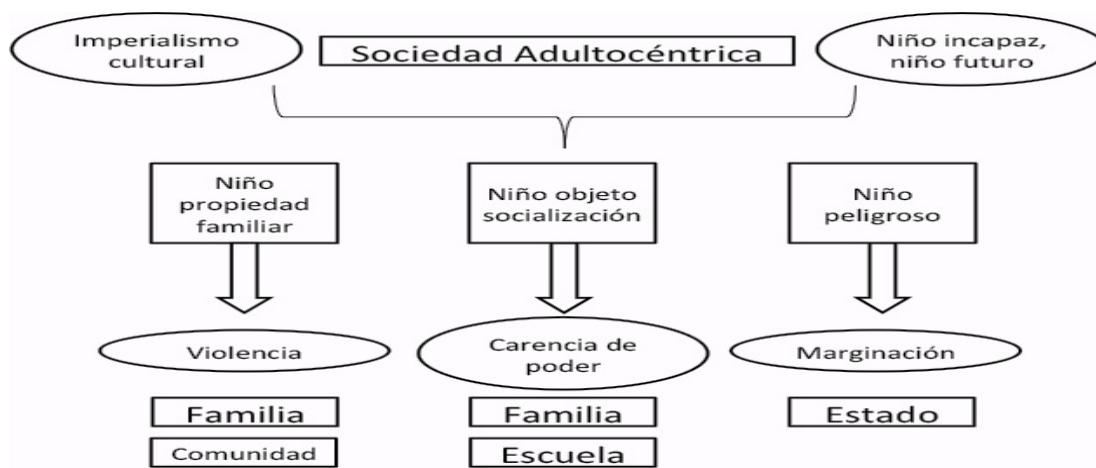 Imperialismo
cultural
Sociedad Adultocéntrica
Niño incapaz,
niño futuro
Niño
propiedad
familiar
Niño objeto
socialización
Niño
peligroso
Violencia
Carencia de
poder
Marginación
Familia
Familia
Estado
Comunidad
Escuela